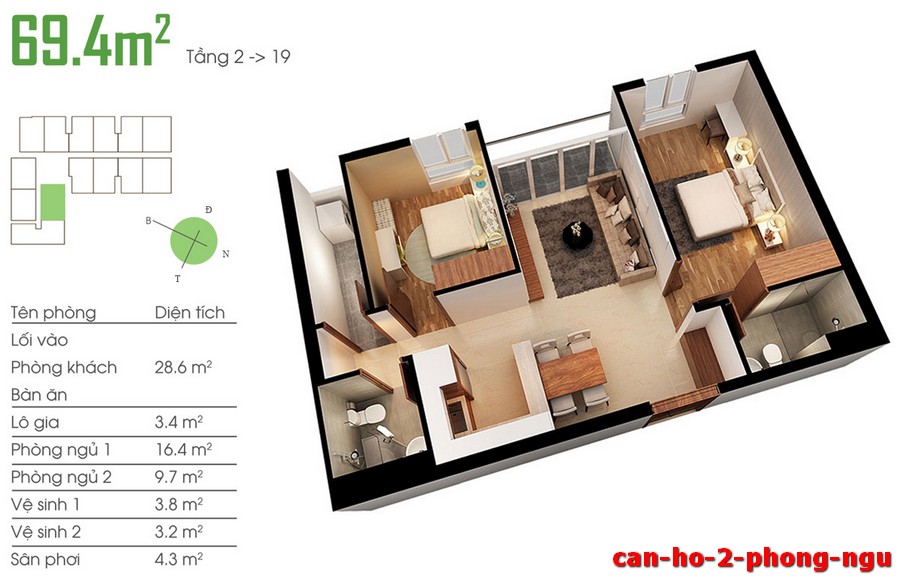 69.4m²
Tầng 2 -> 19
Đ
B
N
T
Tên phòng Diện tích
Lối vào
Phòng khách 28.6 m²
Bàn ăn
Lô gia 3.4 m²
Phòng ngủ 1 16.4 m²
Phòng ngủ 2 9.7 m²
Vệ sinh 1 3.8 m²
Vệ sinh 2 3.2 m²
Sân phơi 4.3 m²
can-ho-2-phong-ngu